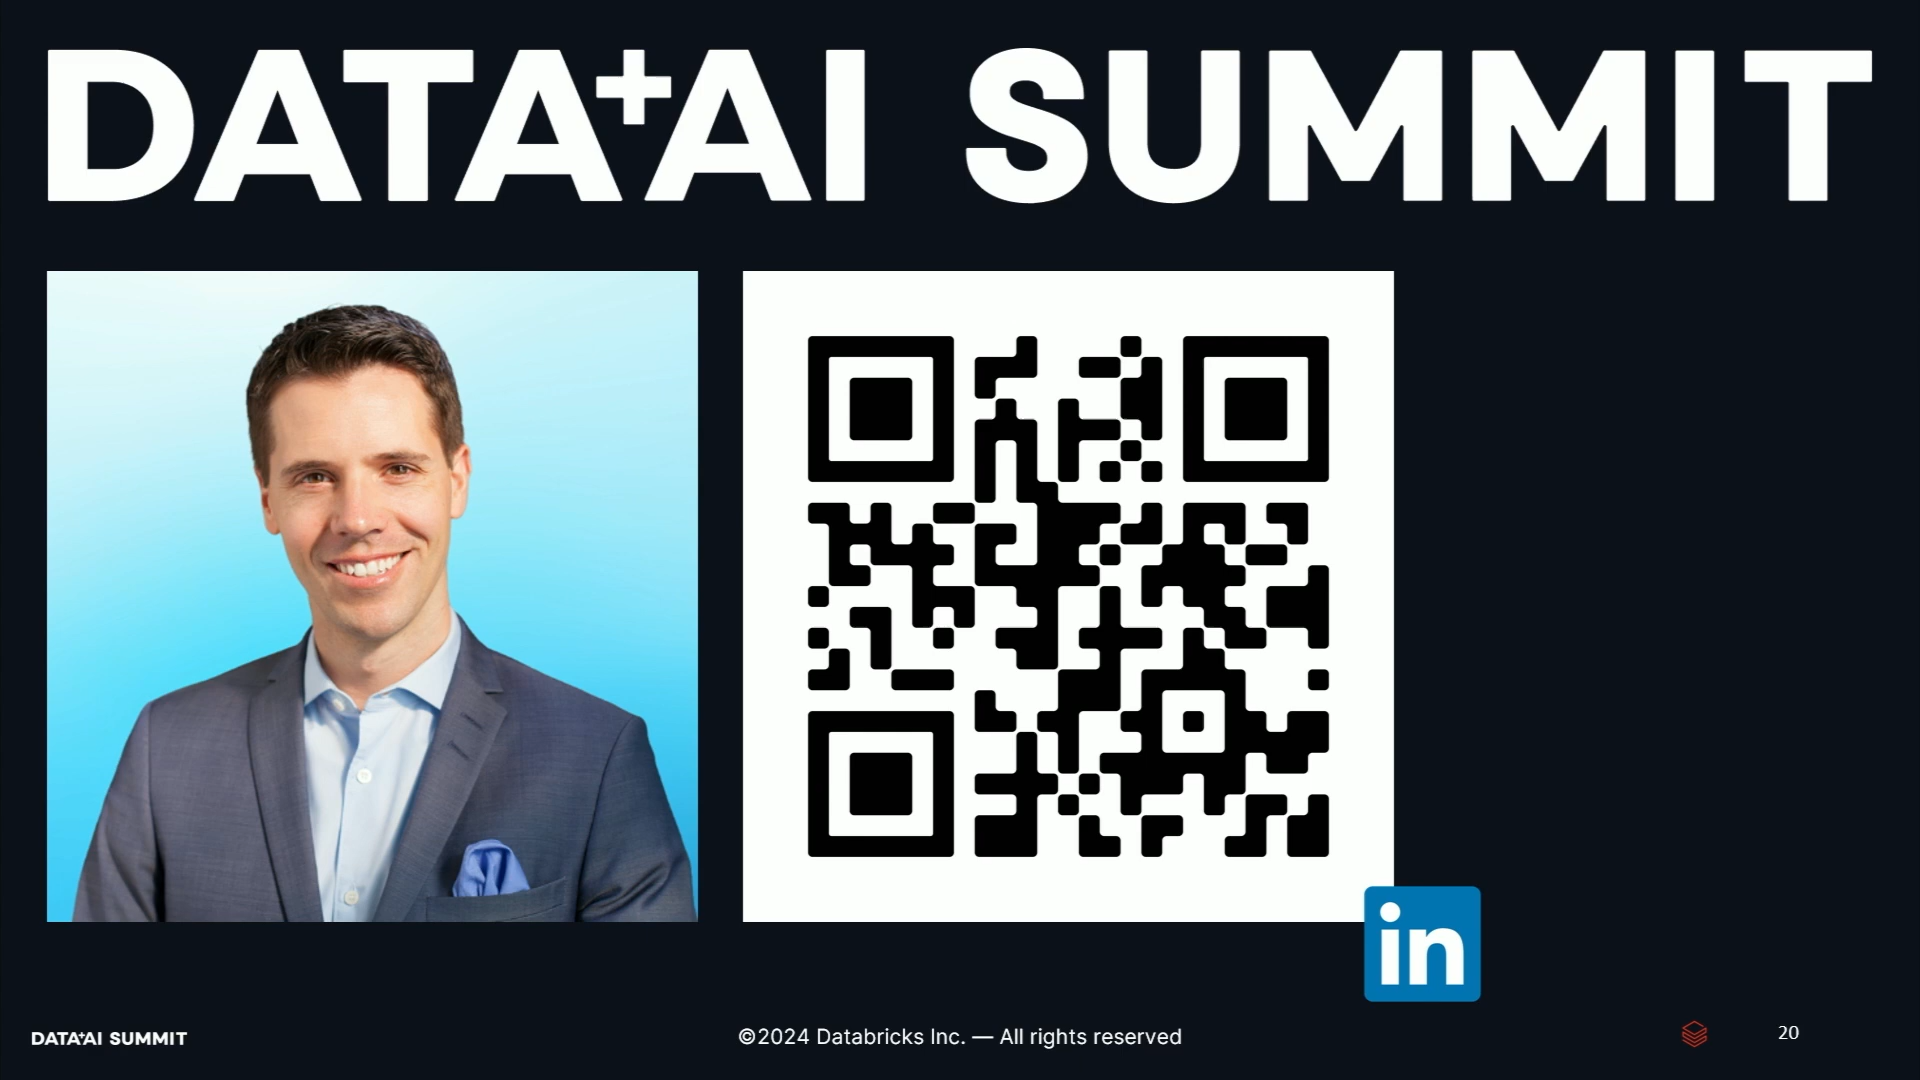 DATA+AI SUMMIT
in
DATA+AI SUMMIT
©2024 Databricks Inc. — All rights reserved
20